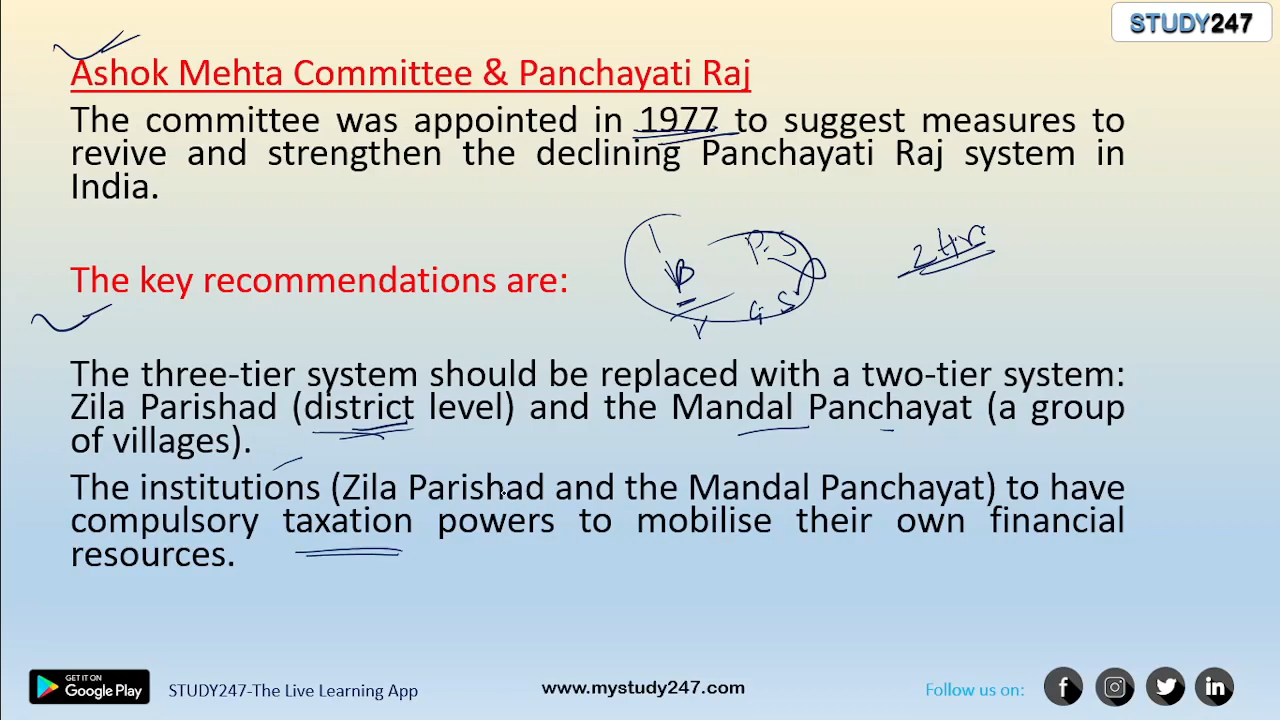 STUDY247
Ashok Mehta Committee & Panchayati Raj
The committee was appointed in 1977 to suggest measures to
revive and strengthen the declining Panchayati Raj system in
India.
P.S
B
2 tier
The key recommendations are:
G.S
The three-tier system should be replaced with a two-tier system:
Zila Parishad (district level) and the Mandal Panchayat (a group
of villages).
The institutions (Zila Parishad and the Mandal Panchayat) to have
compulsory taxation powers to mobilise their own financial
resources.
GET IT ON
Google Play
STUDY247-The Live Learning App
www.mystudy247.com
Follow us on: